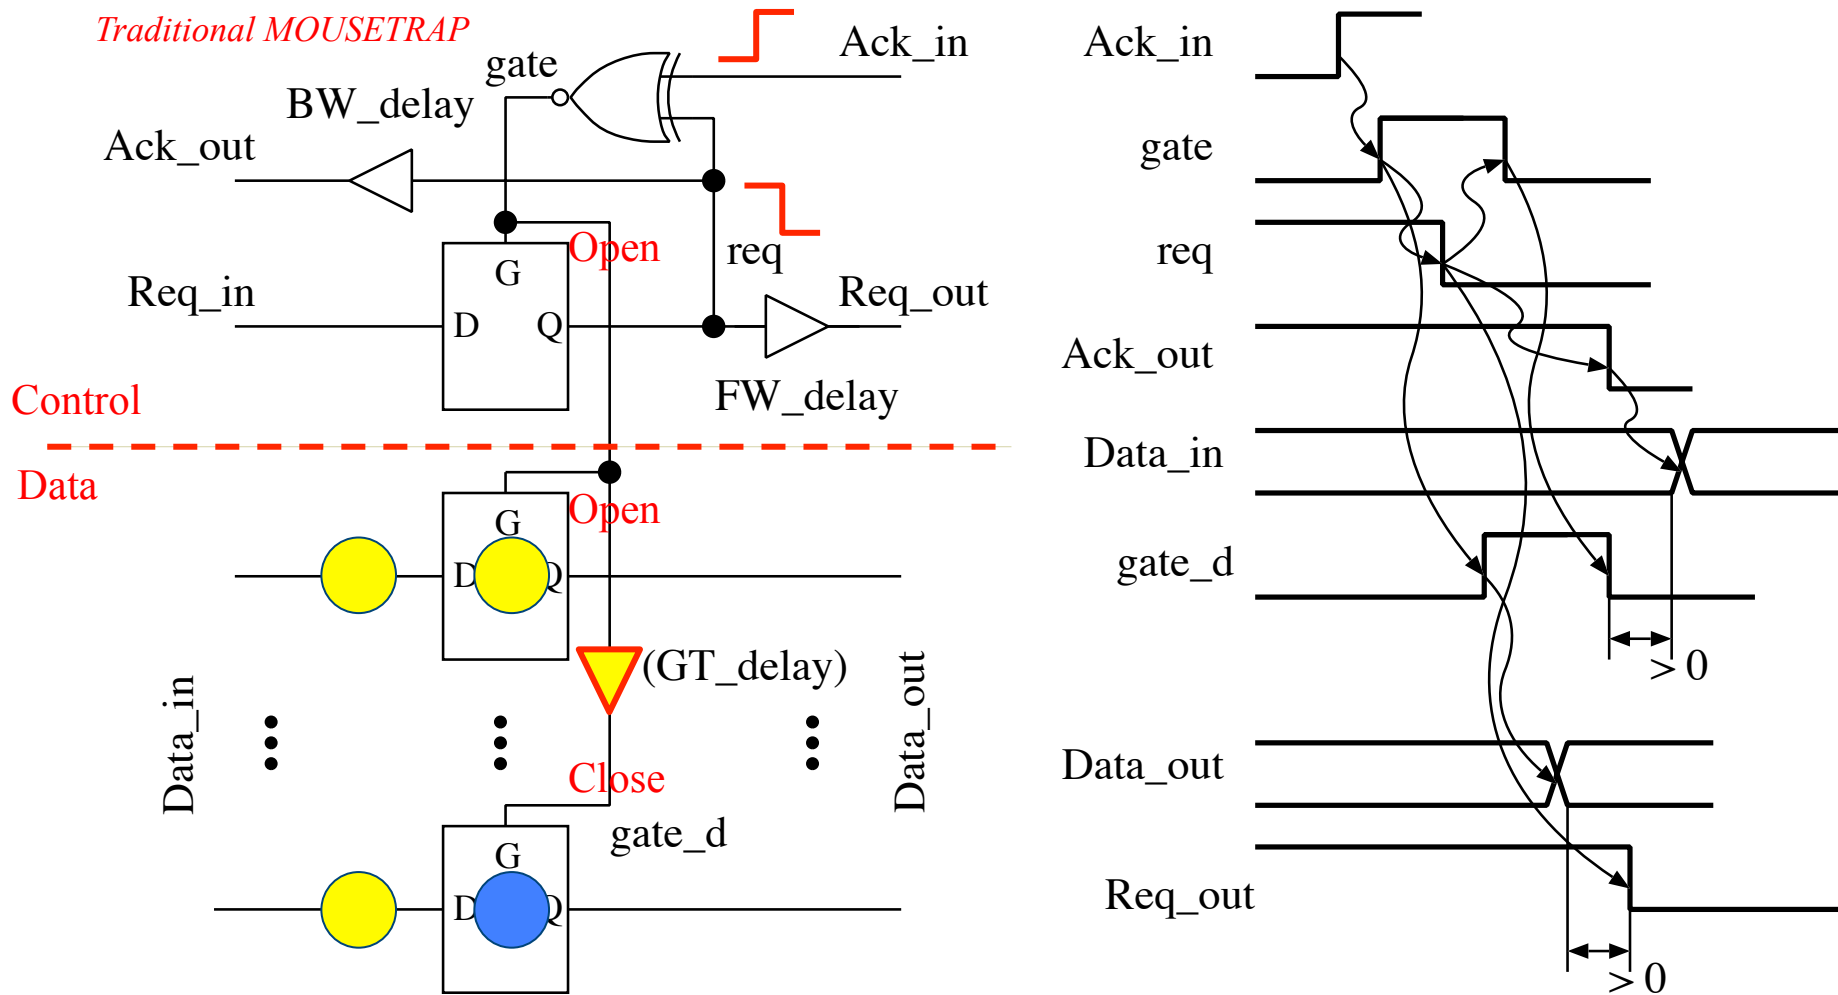 Traditional MOUSETRAP
gate
Ack_in
BW_delay
Ack_out
Open
req
G
Req_in
D
Q
Req_out
FW_delay
Control
Data
Open
G
D
Q
(GT_delay)
Data_in
Data_out
Close
gate_d
G
D
Q
Ack_in
gate
req
Ack_out
Data_in
gate_d
> 0
Data_out
Req_out
> 0